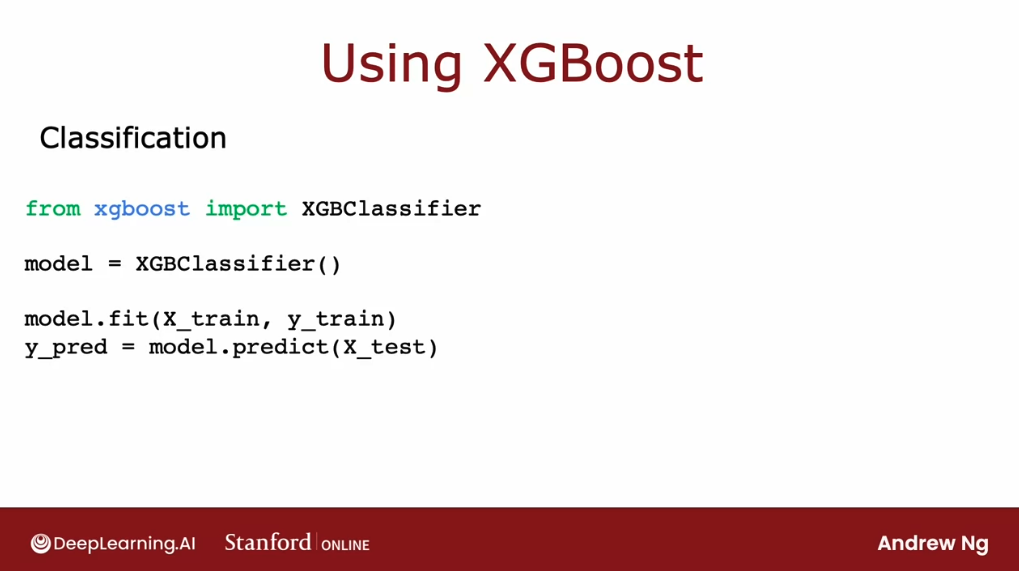 Using XGBoost
Classification
from xgboost import XGBClassifier
model = XGBClassifier()
model.fit(X_train, y_train)
y_pred = model.predict(X_test)
DeepLearning.AI
Stanford ONLINE
Andrew Ng